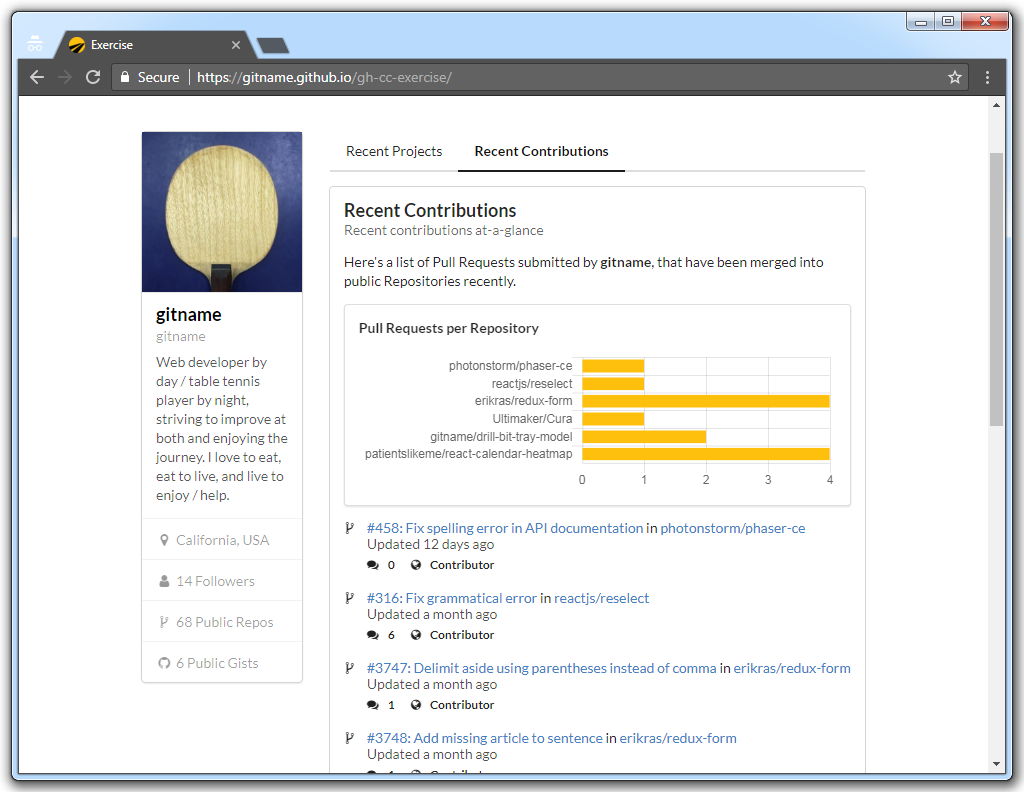 Exercise
Secure
https://gitname.github.io/gh-cc-exercise/
gitname
gitname
Web developer by
day / table tennis
player by night,
striving to improve at
both and enjoying the
journey. I love to eat,
eat to live, and live to
enjoy / help.
California, USA
14 Followers
68 Public Repos
6 Public Gists
Recent Projects Recent Contributions
Recent Contributions
Recent contributions at-a-glance
Here's a list of Pull Requests submitted by gitname, that have been merged into
public Repositories recently.
Pull Requests per Repository
photonstorm/phaser-ce
reactjs/reselect
erikras/redux-form
Ultimaker/Cura
gitname/drill-bit-tray-model
patientslikeme/react-calendar-heatmap
0 1 2 3 4
#458: Fix spelling error in API documentation in photonstorm/phaser-ce
Updated 12 days ago
0 Contributor
#316: Fix grammatical error in reactjs/reselect
Updated a month ago
6 Contributor
#3747: Delimit aside using parentheses instead of comma in erikras/redux-form
Updated a month ago
1 Contributor
#3748: Add missing article to sentence in erikras/redux-form
Updated a month ago